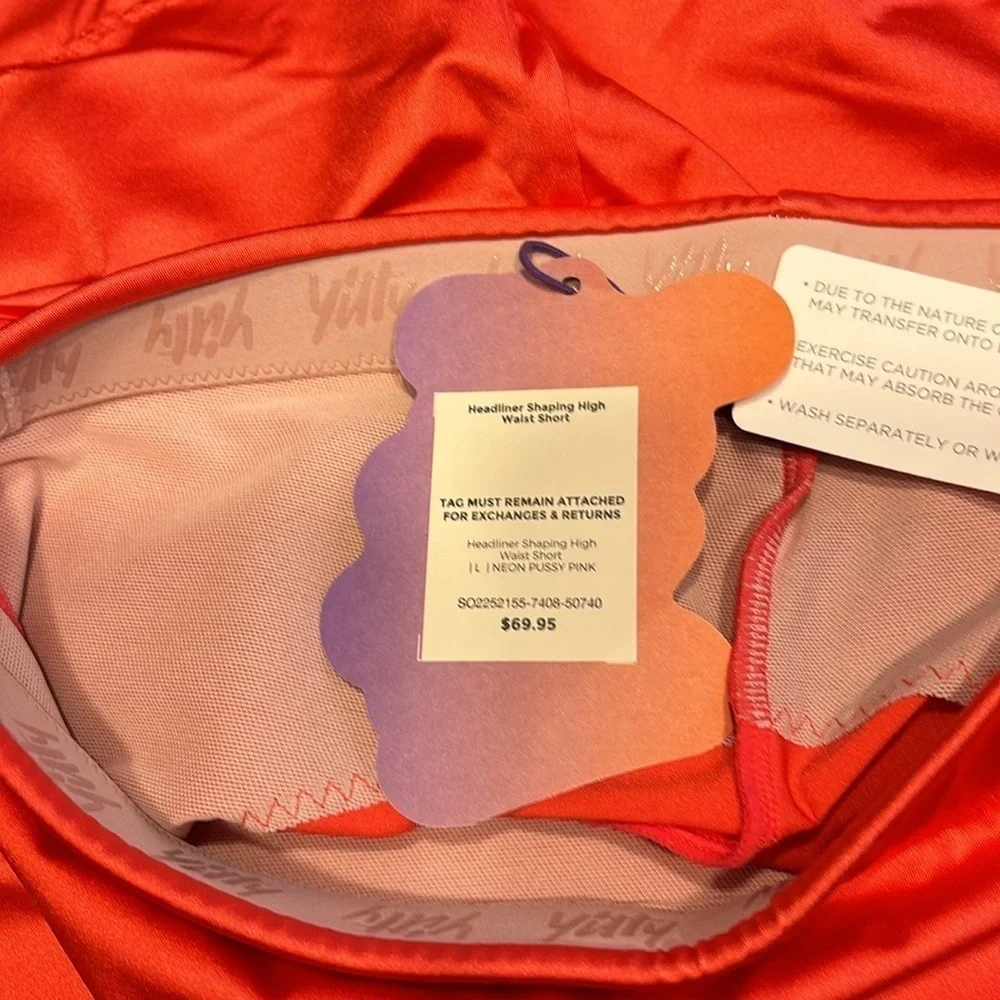 yitty yitty yitty
Headliner Shaping High
Waist Short
TAG MUST REMAIN ATTACHED
FOR EXCHANGES & RETURNS
Headliner Shaping High
Waist Short
| L | NEON PUSSY PINK
SO2252155-7408-50740
$69.95
• DUE TO THE NATURE
MAY TRANSFER ONTO
EXERCISE CAUTION
THAT MAY ABSORB THE
• WASH SEPARATELY OR
yitty yitty yitty yitty yitty